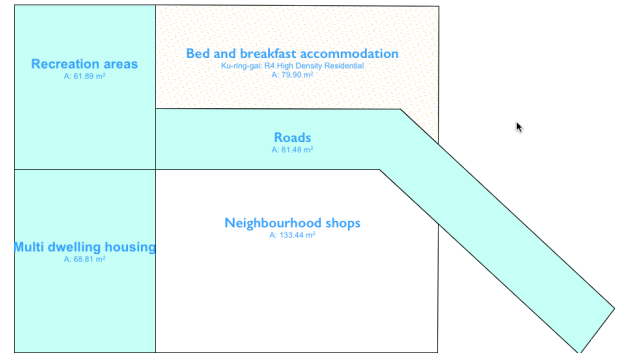 Recreation areas
A: 61.89 m²
Bed and breakfast accommodation
Ku-ring-gai: R4 High Density Residential
A: 79.90 m²
Roads
A: 81.48 m²
Neighbourhood shops
A: 133.44 m²
Multi dwelling housing
A: 68.81 m²